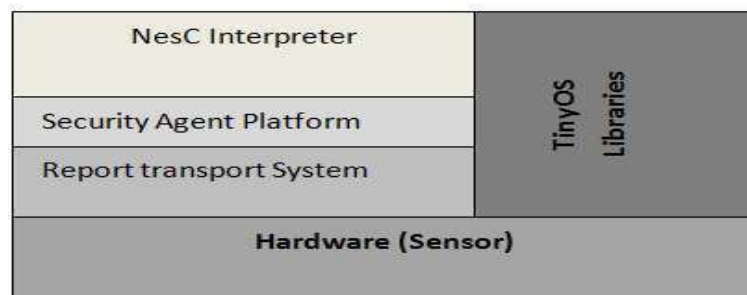 NesC Interpreter
Security Agent Platform
Report transport System
TinyOS
Libraries
Hardware (Sensor)